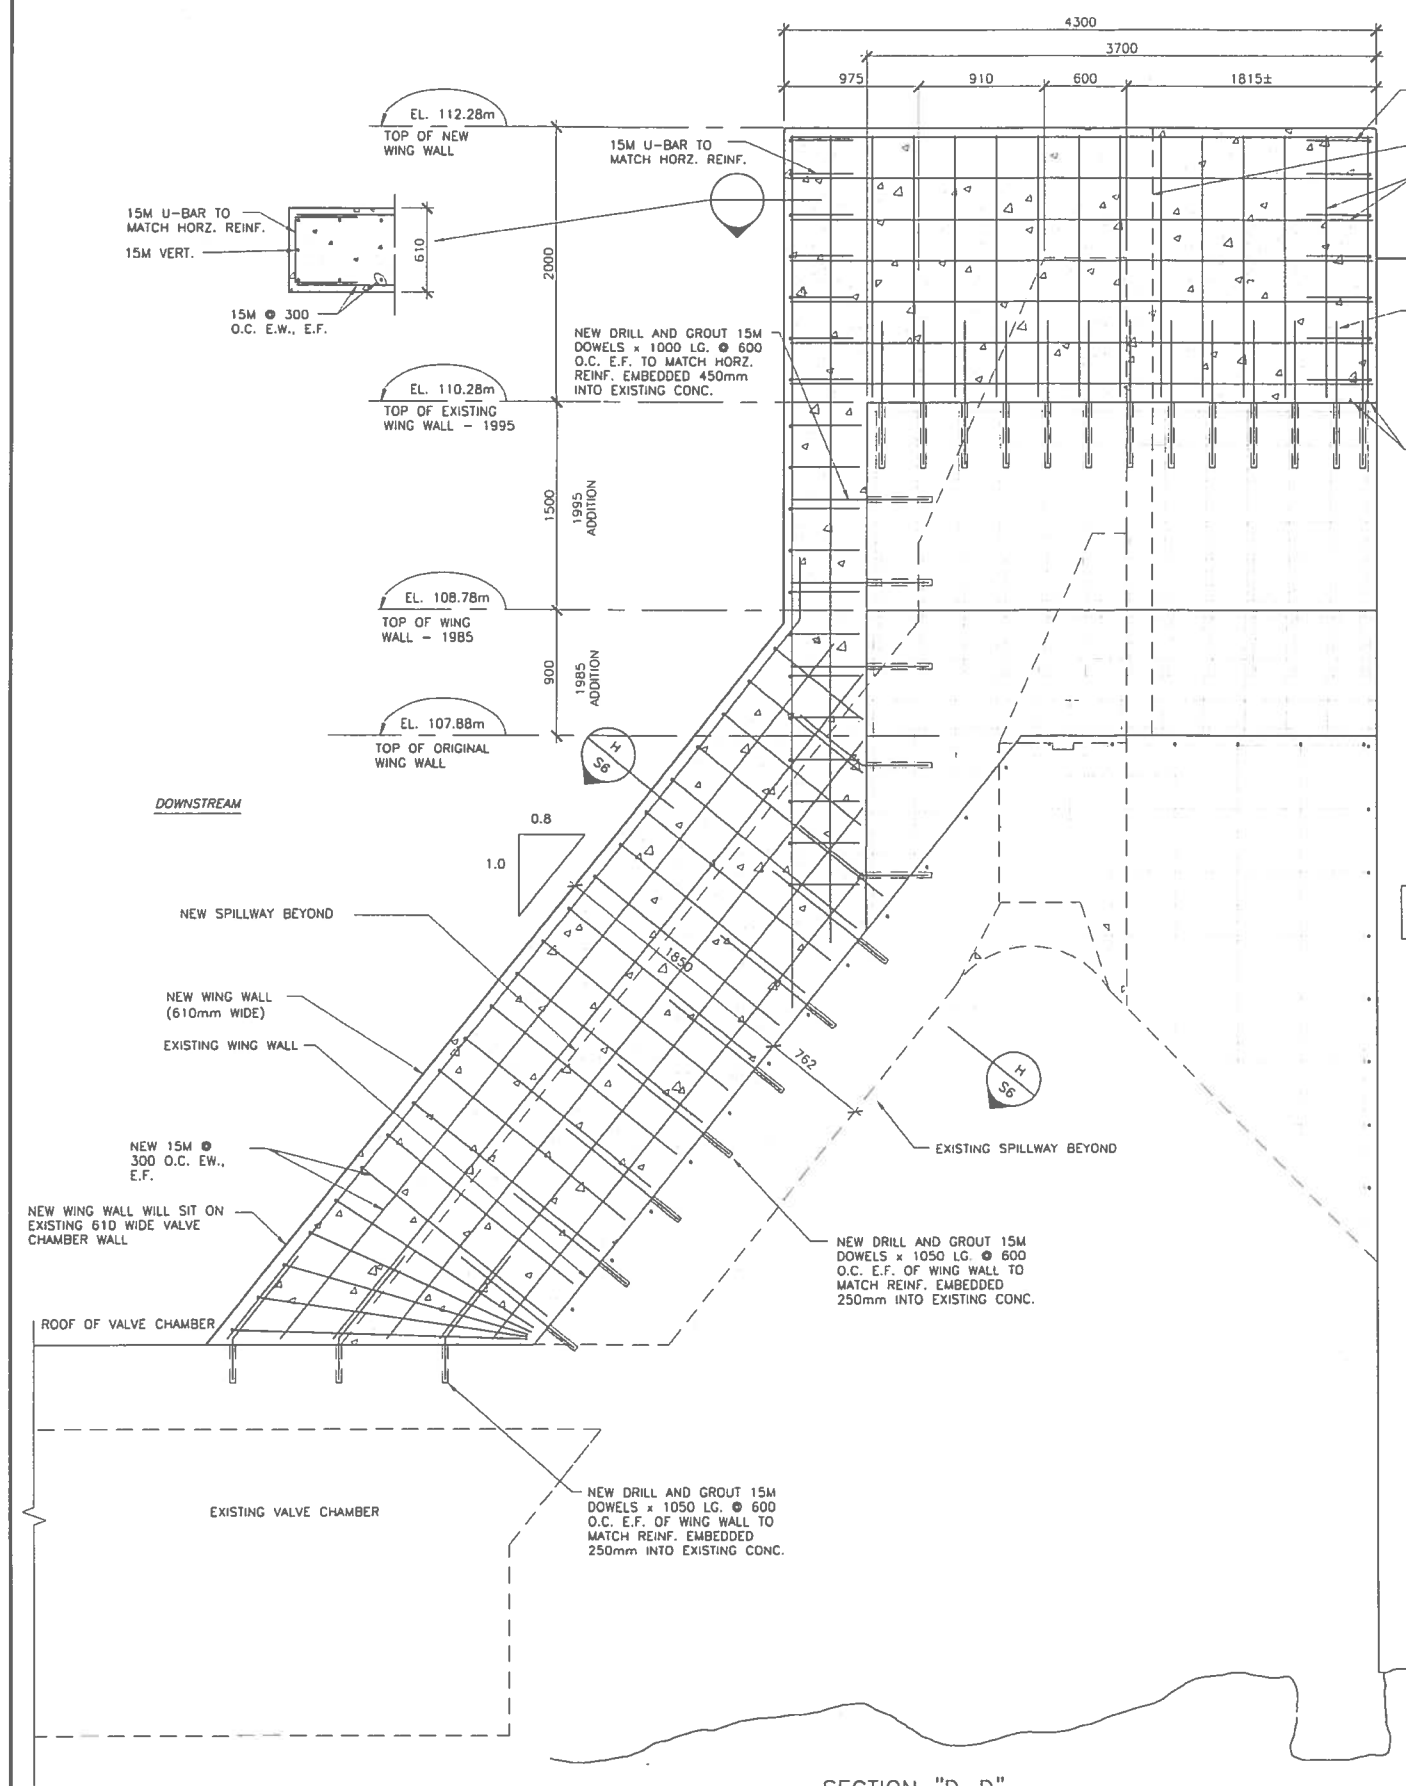 4300
3700
975
910
600
1815±
EL. 112.28m
TOP OF NEW
WING WALL
15M U-BAR TO
MATCH HORZ. REINF.
15M U-BAR TO
MATCH HORZ. REINF.
15M VERT.
610
2000
15M @ 300
O.C. E.W., E.F.
NEW DRILL AND GROUT 15M
DOWELS x 1000 LG. @ 600
O.C. E.F. TO MATCH HORZ.
REINF. EMBEDDED 450mm
INTO EXISTING CONC.
EL. 110.28m
TOP OF EXISTING
WING WALL - 1995
1500
1995
ADDITION
EL. 108.78m
TOP OF WING
WALL - 1985
900
1985
ADDITION
EL. 107.88m
TOP OF ORIGINAL
WING WALL
H
S6
DOWNSTREAM
0.8
1.0
NEW SPILLWAY BEYOND
1850
NEW WING WALL
(610mm WIDE)
EXISTING WING WALL
762
H
S6
NEW 15M @
300 O.C. EW.,
E.F.
EXISTING SPILLWAY BEYOND
NEW WING WALL WILL SIT ON
EXISTING 610 WIDE VALVE
CHAMBER WALL
NEW DRILL AND GROUT 15M
DOWELS x 1050 LG. @ 600
O.C. E.F. OF WING WALL TO
MATCH REINF. EMBEDDED
250mm INTO EXISTING CONC.
ROOF OF VALVE CHAMBER
NEW DRILL AND GROUT 15M
DOWELS x 1050 LG. @ 600
O.C. E.F. OF WING WALL TO
MATCH REINF. EMBEDDED
250mm INTO EXISTING CONC.
EXISTING VALVE CHAMBER
SECTION "D-D"